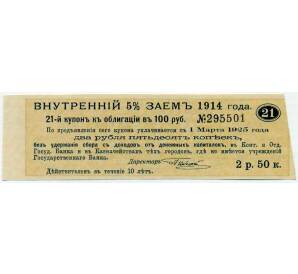 ВНУТРЕННІЙ 5% ЗАЕМЪ 1914 года.
21-й купонъ къ облигаціи въ 100 руб. №295501
21
По предъявленіи сего купона уплачивается съ 1 Марта 1925 года
два рубля пятьдесятъ копѣекъ,
безъ удержанія сбора съ доходовъ отъ денежныхъ капиталовъ, въ Конт. и Отд.
Госуд. Банка и въ Казначействахъ тѣхъ городовъ, гдѣ не имѣется учрежденій
Государственнаго Банка.
Директоръ
2 р. 50 к.
Дѣйствителенъ въ теченіе 10 лѣтъ.